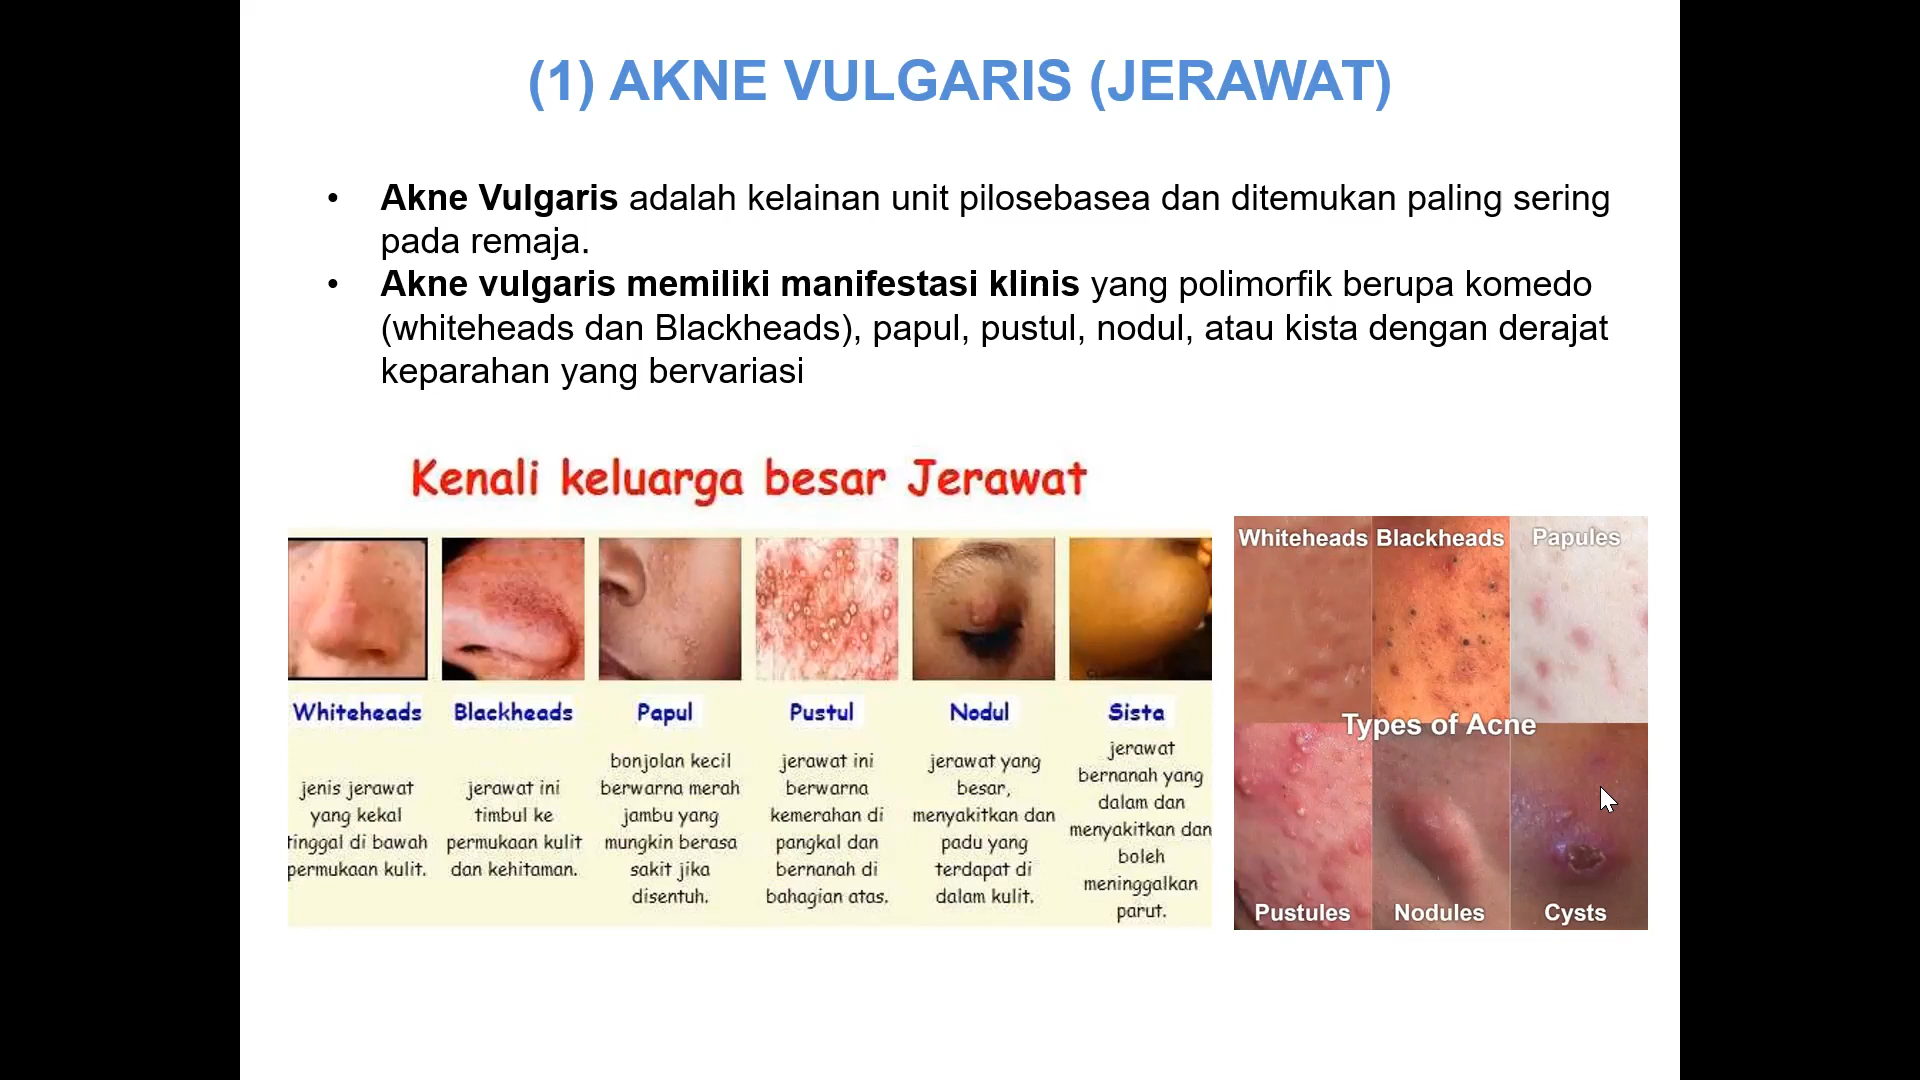 (1) AKNE VULGARIS (JERAWAT)
• Akne Vulgaris adalah kelainan unit pilosebasea dan ditemukan paling sering
pada remaja.
• Akne vulgaris memiliki manifestasi klinis yang polimorfik berupa komedo
(whiteheads dan Blackheads), papul, pustul, nodul, atau kista dengan derajat
keparahan yang bervariasi
Kenali keluarga besar Jerawat
Whiteheads
jenis jerawat
yang kekal
tinggal di bawah
permukaan kulit.
Blackheads
jerawat ini
timbul ke
permukaan kulit
dan kehitaman.
Papul
bonjolan kecil
berwarna merah
jambu yang
mungkin berasa
sakit jika
disentuh.
Pustul
jerawat ini
berwarna
kemerahan di
pangkal dan
bernanah di
bahagian atas.
Nodul
jerawat yang
besar,
menyakitkan dan
padu yang
terdapat di
dalam kulit.
Sista
jerawat
bernanah yang
dalam dan
menyakitkan dan
boleh
meninggalkan
parut.
Whiteheads Blackheads Papules
Types of Acne
Pustules Nodules Cysts